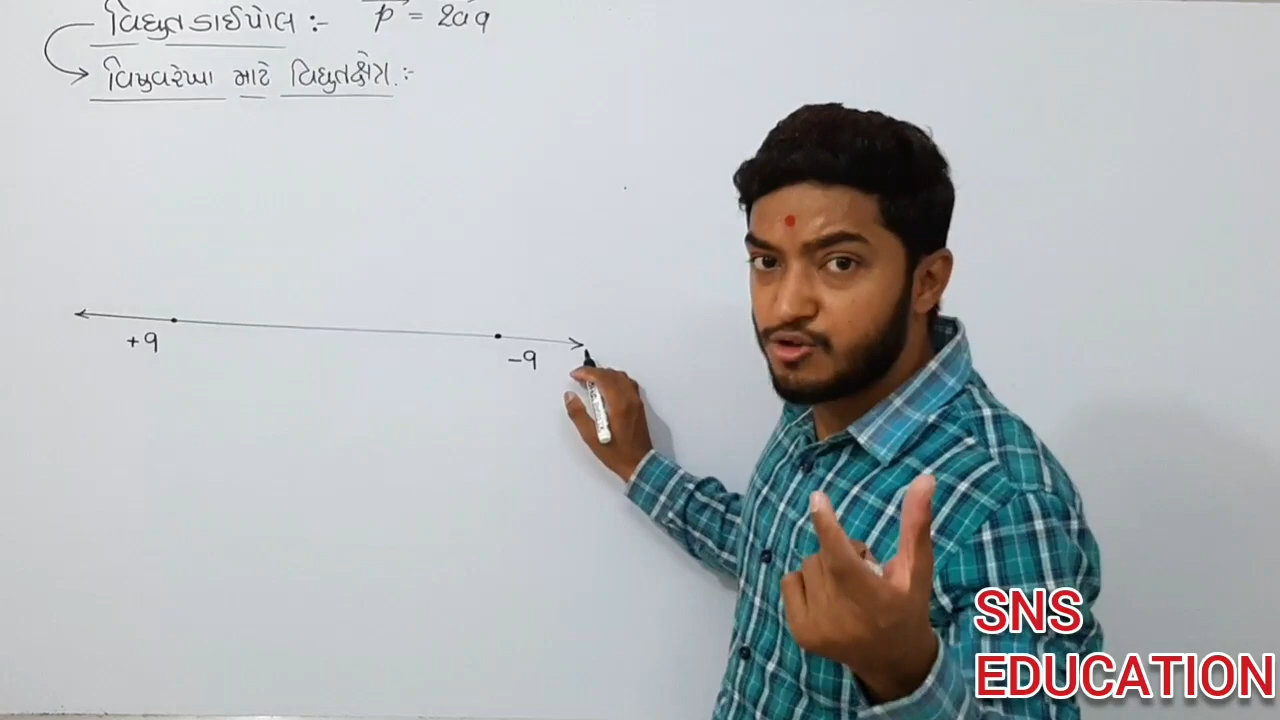 વિદ્યુત ડાઈપોલ :- p = 2aq
વિષુવરેખા માટે વિદ્યુતક્ષેત્ર :-
+q
-q
SNS
EDUCATION